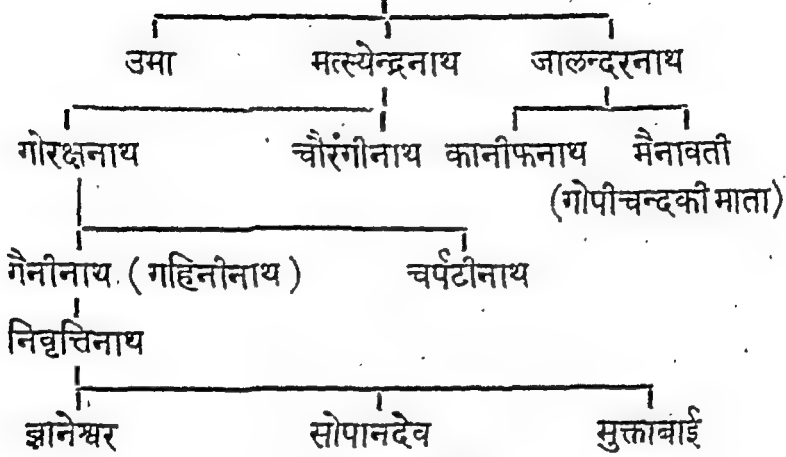 उमा मत्स्येन्द्रनाथ जालन्दरनाथ
गोरक्षनाथ चौरंगीनाथ कानीफनाथ मैनावती
(गोपीचन्दकी माता)
गैनीनाथ (गहिनीनाथ) चर्पटीनाथ
निवृत्तिनाथ
ज्ञानेश्वर सोपानदेव मुक्ताबाई